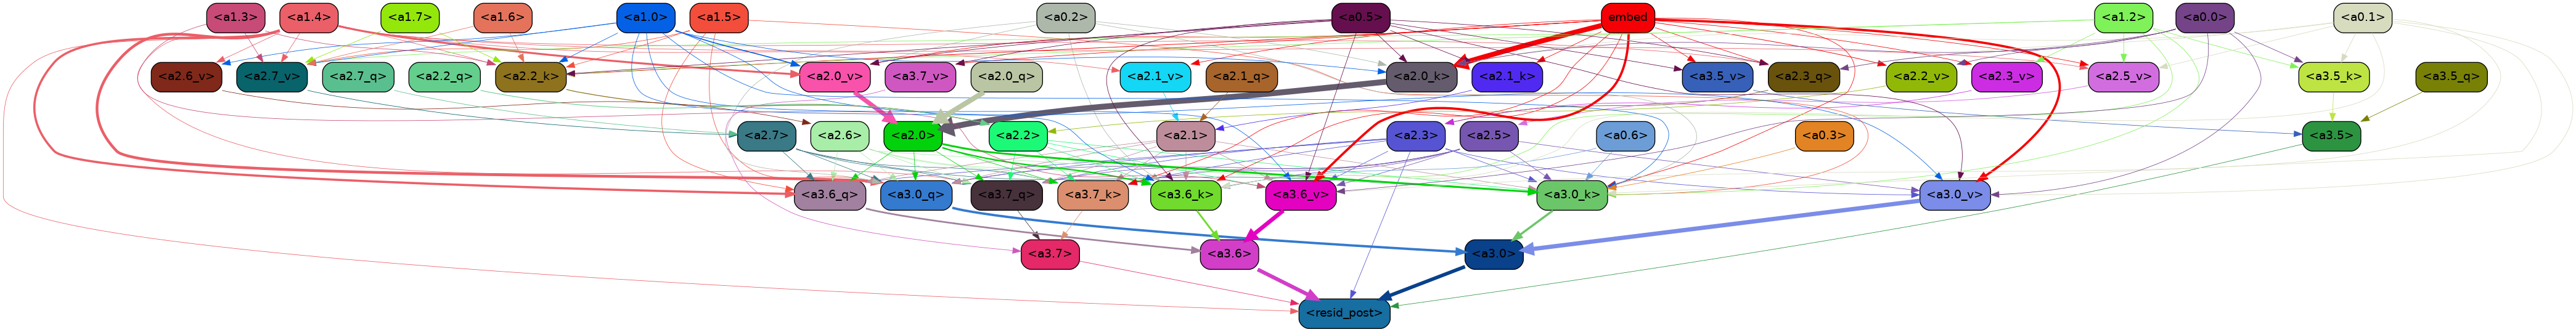 <a1.3> <a1.4> <a1.7> <a1.6> <a1.0> <a1.5> <a0.2> <a0.5> embed <a1.2> <a0.0> <a0.1>
<a2.6_v> <a2.7_v> <a2.7_q> <a2.2_q> <a2.2_k> <a2.0_v> <a3.7_v> <a2.0_q> <a2.1_v> <a2.1_q> <a2.0_k> <a2.1_k> <a3.5_v> <a2.3_q> <a2.2_v> <a2.3_v> <a2.5_v> <a3.5_k> <a3.5_q>
<a2.7> <a2.6> <a2.0> <a2.2> <a2.1> <a2.3> <a2.5> <a0.6> <a0.3> <a3.5>
<a3.6_q> <a3.0_q> <a3.7_q> <a3.7_k> <a3.6_k> <a3.6_v> <a3.0_k> <a3.0_v>
<a3.7> <a3.6> <a3.0>
<resid_post>